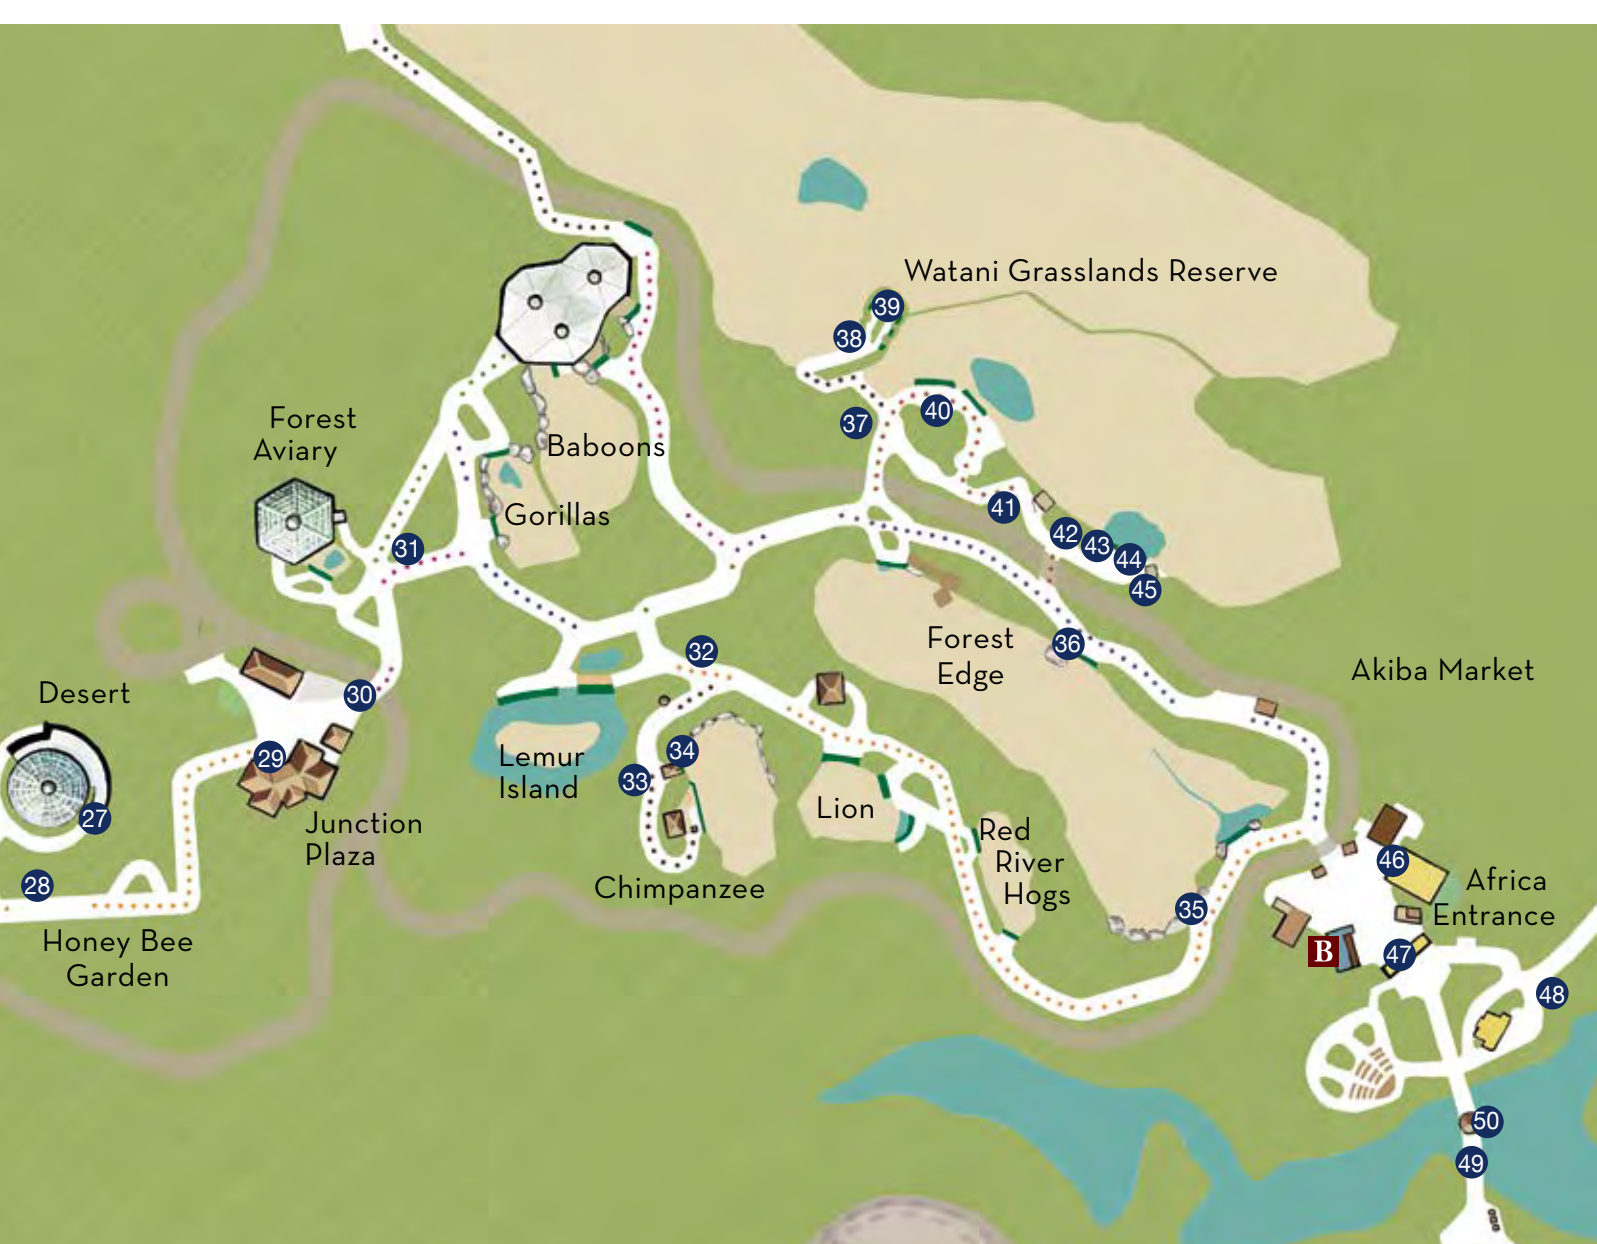 Watani Grasslands Reserve
39
38
40
37
Forest
Aviary
Baboons
Gorillas
41
42
43
44
45
31
32
Forest
Edge
36
Akiba Market
Desert
30
29
27
28
Junction
Plaza
Honey Bee
Garden
Lemur
Island
34
33
Chimpanzee
Lion
Red
River
Hogs
35
46
Africa
Entrance
B
47
48
50
49